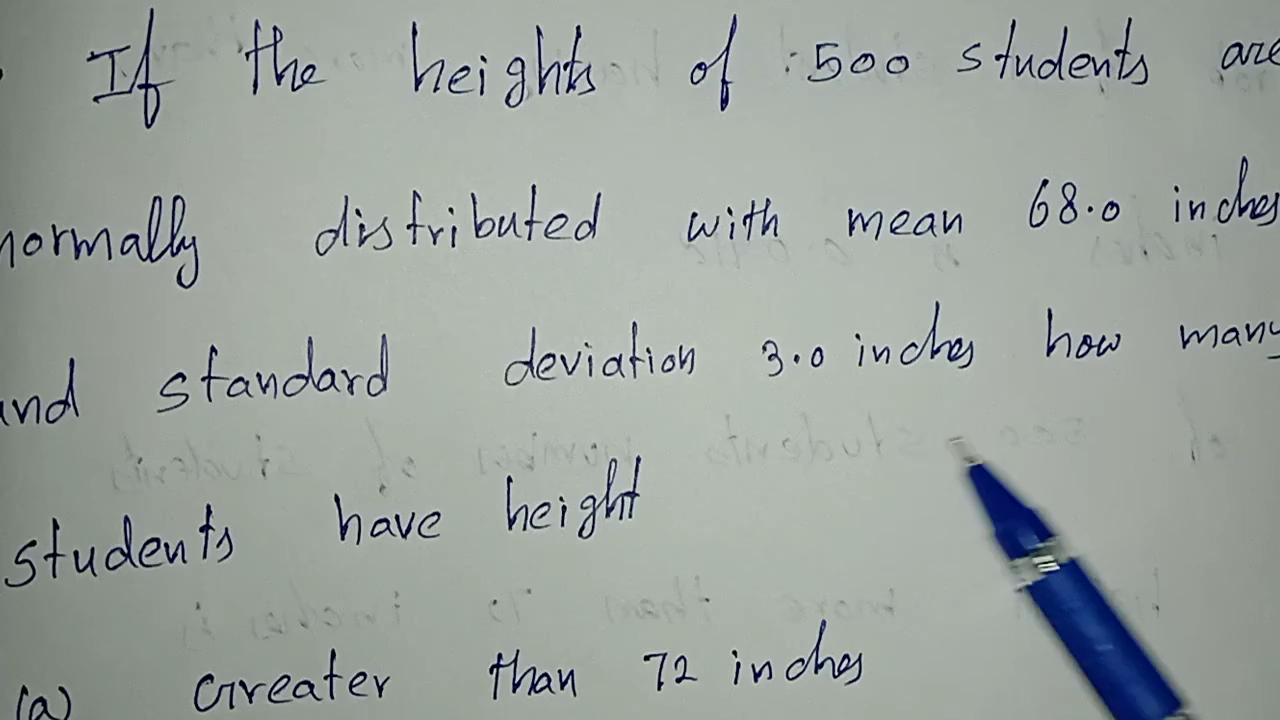 If the heights of 500 students are
normally distributed with mean 68.0 inches
and standard deviation 3.0 inches how many
students have height
(a) Greater than 72 inches